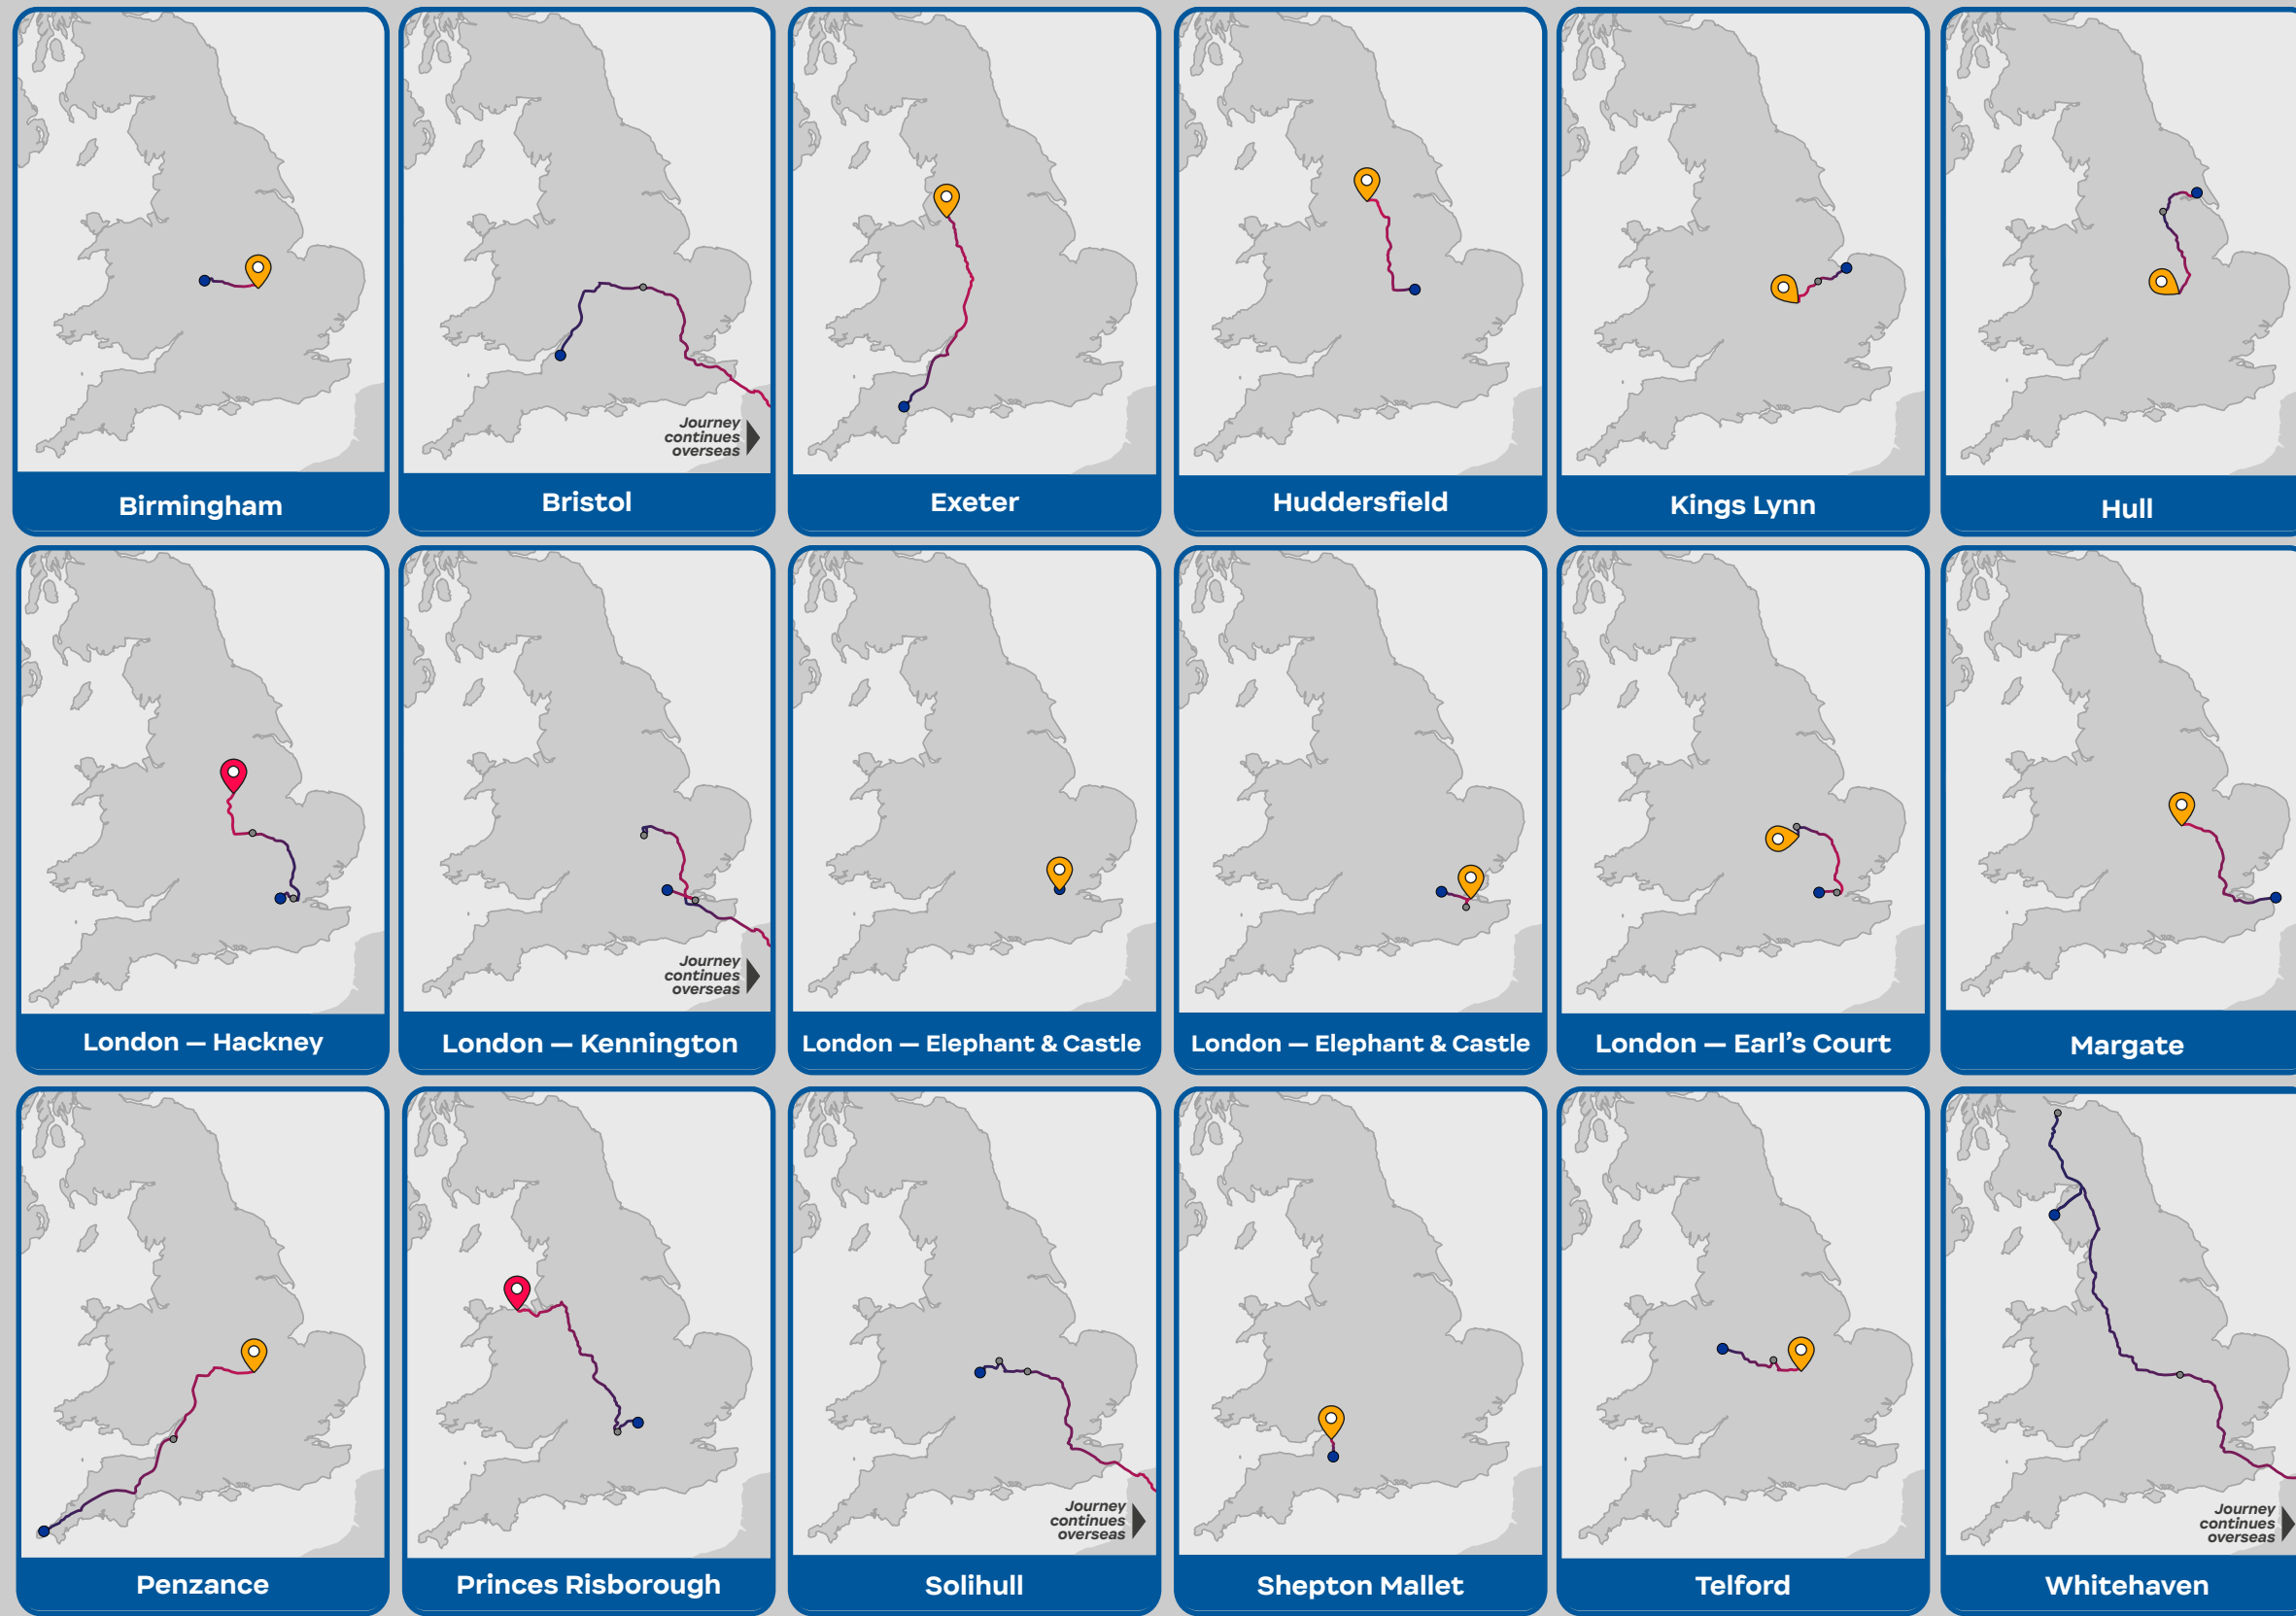 Journey
continues
overseas
Birmingham
Bristol
Exeter
Huddersfield
Kings Lynn
Hull
Journey
continues
overseas
London — Hackney
London — Kennington
London — Elephant & Castle
London — Elephant & Castle
London — Earl's Court
Margate
Journey
continues
overseas
Journey
continues
overseas
Penzance
Princes Risborough
Solihull
Shepton Mallet
Telford
Whitehaven